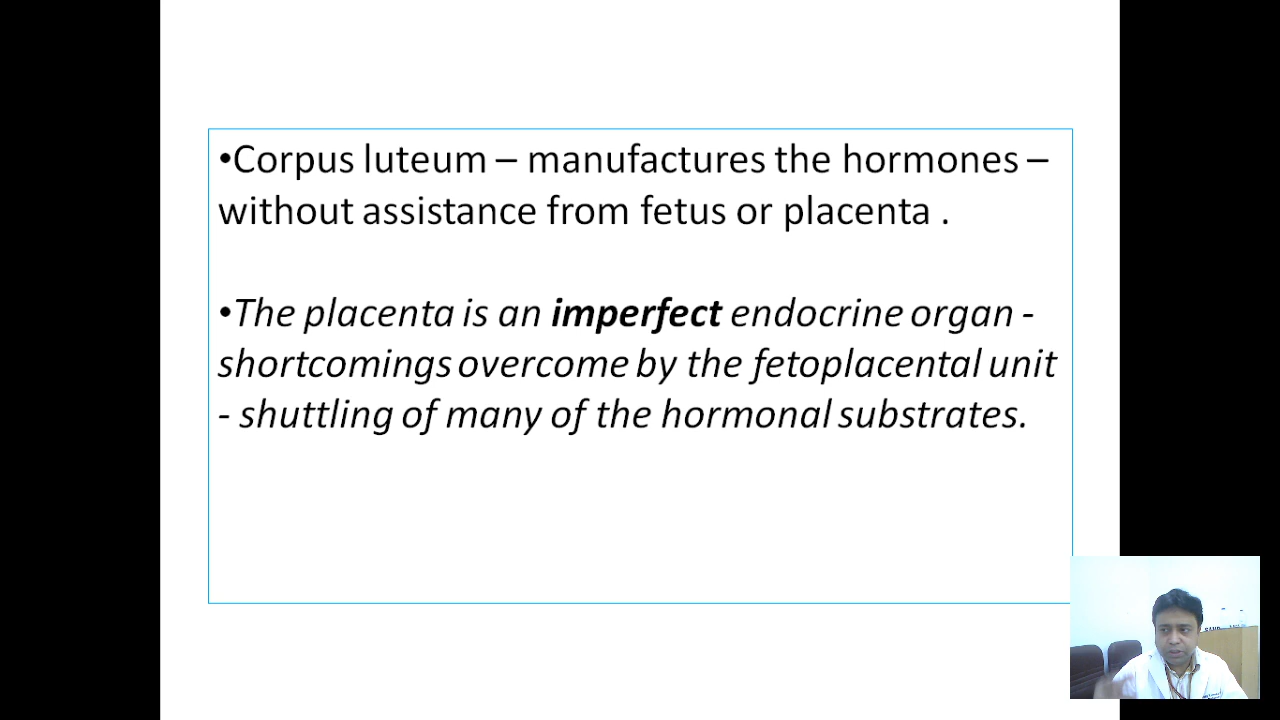 •Corpus luteum – manufactures the hormones –
without assistance from fetus or placenta .
•The placenta is an imperfect endocrine organ -
shortcomings overcome by the fetoplacental unit
- shuttling of many of the hormonal substrates.